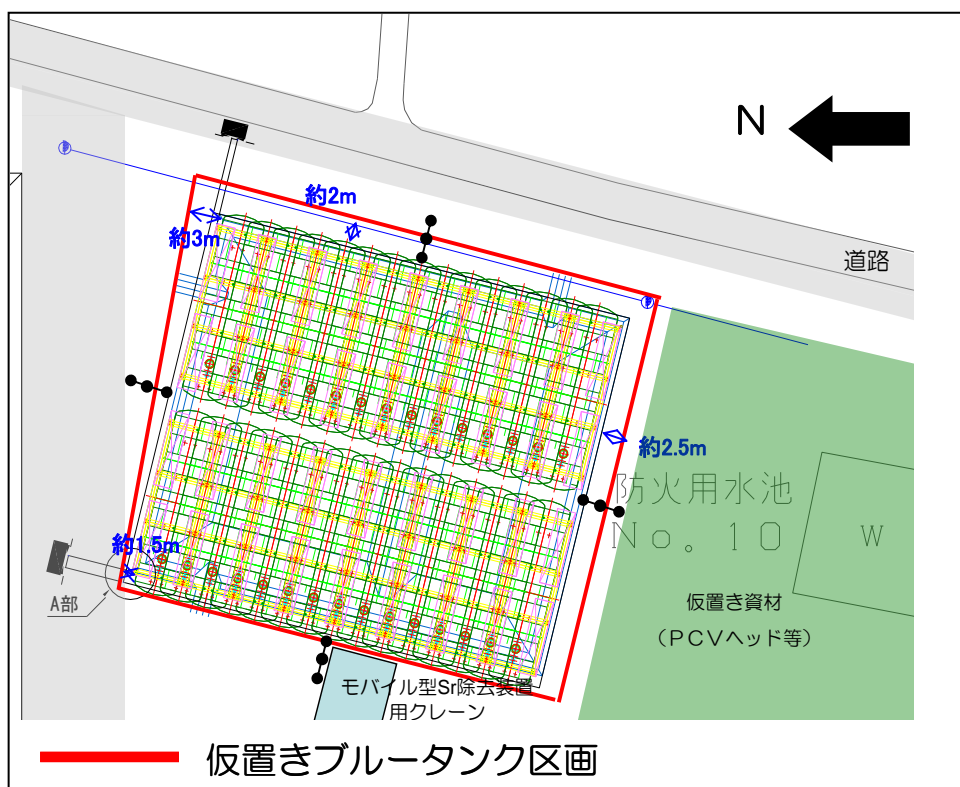 N
約2m
約3m
道路
約2.5m
防火用水池
No。10
W
約1.5m
A部
仮置き資材
（PCVヘッド等）
モバイル型Sr除去装置
用クレーン
仮置きブルータンク区画